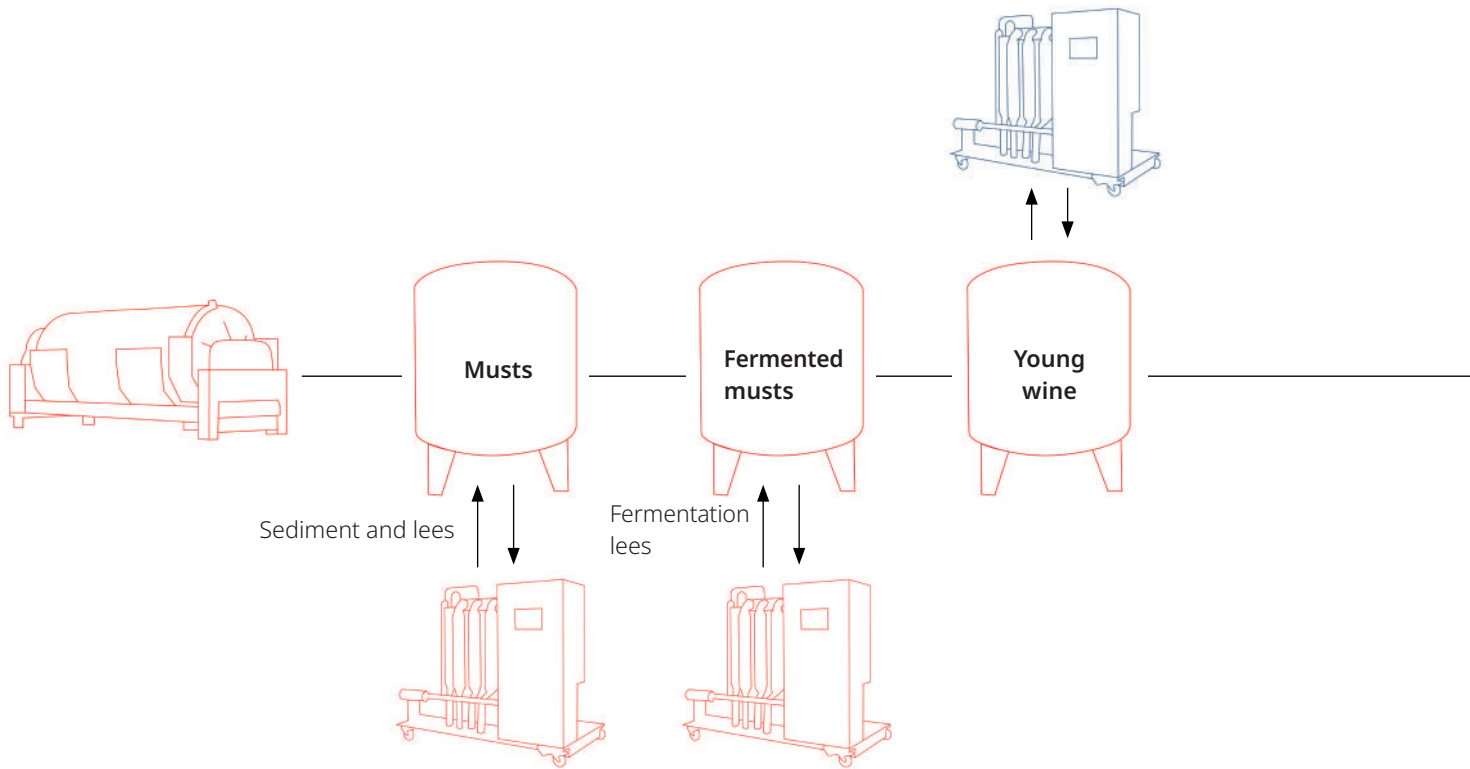 Musts
Fermented
musts
Young
wine
Sediment and lees
Fermentation
lees